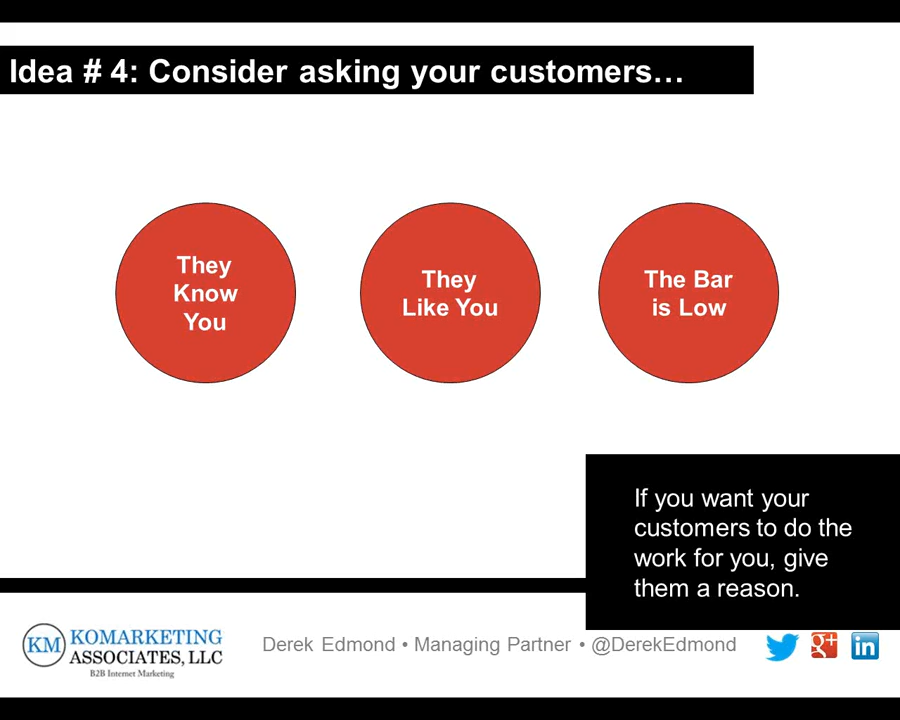 Idea # 4: Consider asking your customers…
They
Know
You
They
Like You
The Bar
is Low
If you want your
customers to do the
work for you, give
them a reason.
KM
KOMARKETING
ASSOCIATES, LLC
B2B Internet Marketing
Derek Edmond • Managing Partner • @DerekEdmond
g+
in